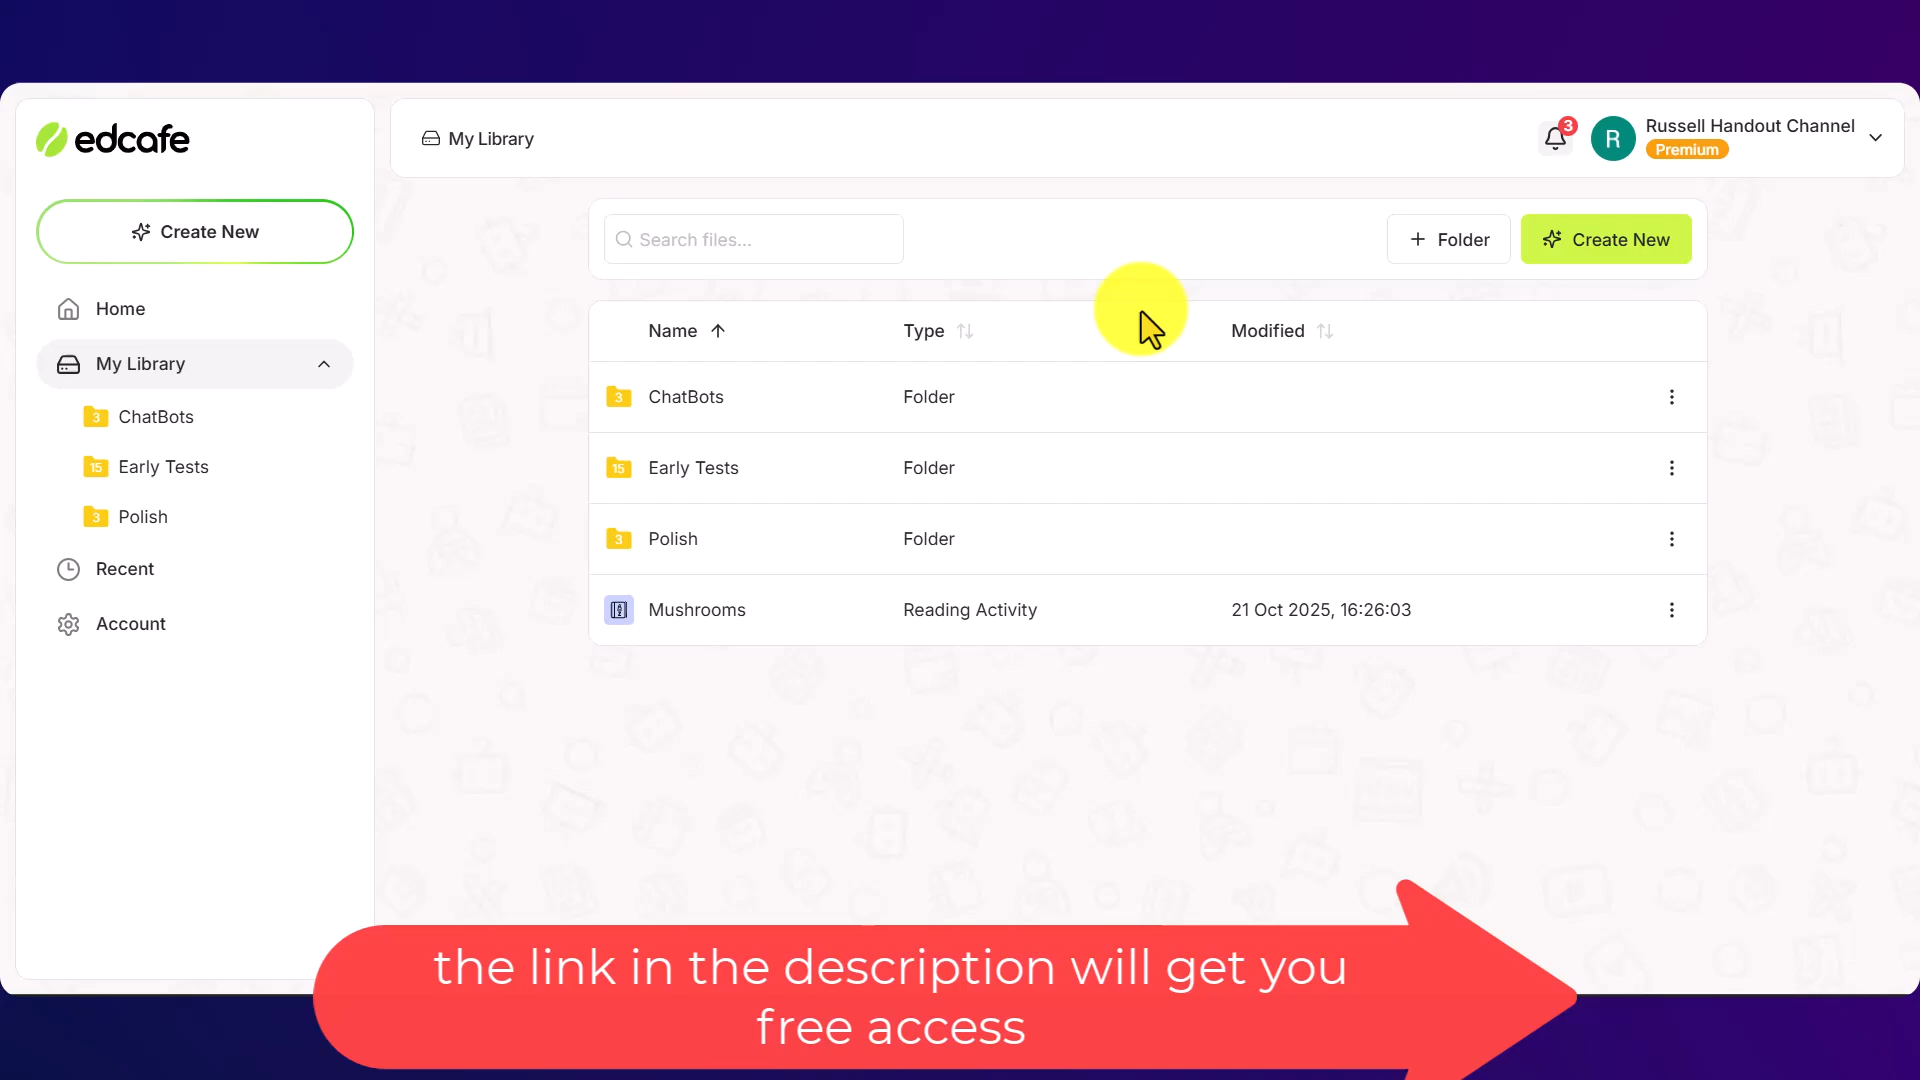 edcafe
Create New
Home
My Library
3 ChatBots
15 Early Tests
3 Polish
Recent
Account
My Library
3
R
Russell Handout Channel
Premium
Search files...
+ Folder
Create New
Name Type Modified
3 ChatBots Folder
15 Early Tests Folder
3 Polish Folder
Mushrooms Reading Activity 21 Oct 2025, 16:26:03
the link in the description will get you
free access